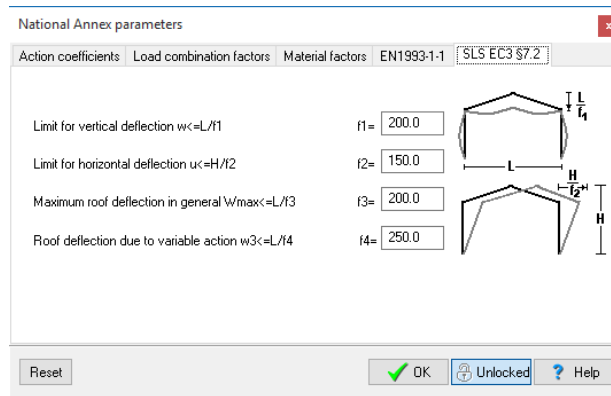 National Annex parameters
x
Action coefficients Load combination factors Material factors EN1993-1-1 SLS EC3 §7.2
Limit for vertical deflection w<=L/f1 f1= 200.0
Limit for horizontal deflection u<=H/f2 f2= 150.0
Maximum roof deflection in general Wmax<=L/f3 f3= 200.0
Roof deflection due to variable action w3<=L/f4 f4= 250.0
L
f1
L
H
f2
H
Reset OK Unlocked ? Help